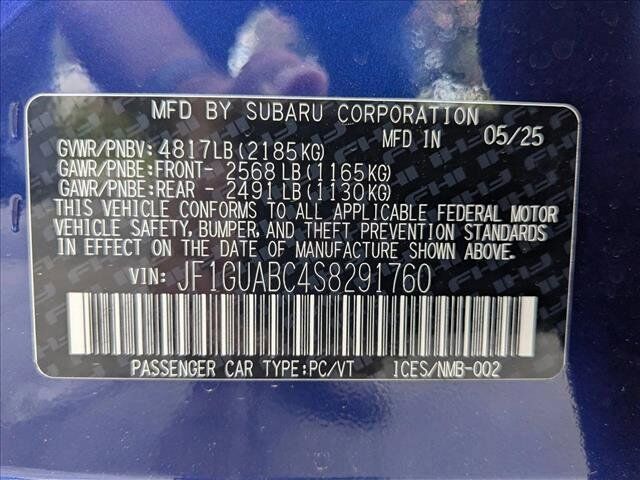 MFD BY SUBARU CORPORATION
MFD IN 05/25
GVWR/PNBV: 4817LB (2185KG)
GAWR/PNBE:FRONT- 2568 LB (1165KG)
GAWR/PNBE:REAR - 2491 LB (1130KG)
THIS VEHICLE CONFORMS TO ALL APPLICABLE FEDERAL MOTOR
VEHICLE SAFETY, BUMPER, AND THEFT PREVENTION STANDARDS
IN EFFECT ON THE DATE OF MANUFACTURE SHOWN ABOVE.
VIN: JF1GUABC4S8291760
PASSENGER CAR TYPE:PC/VT ICES/NMB-002